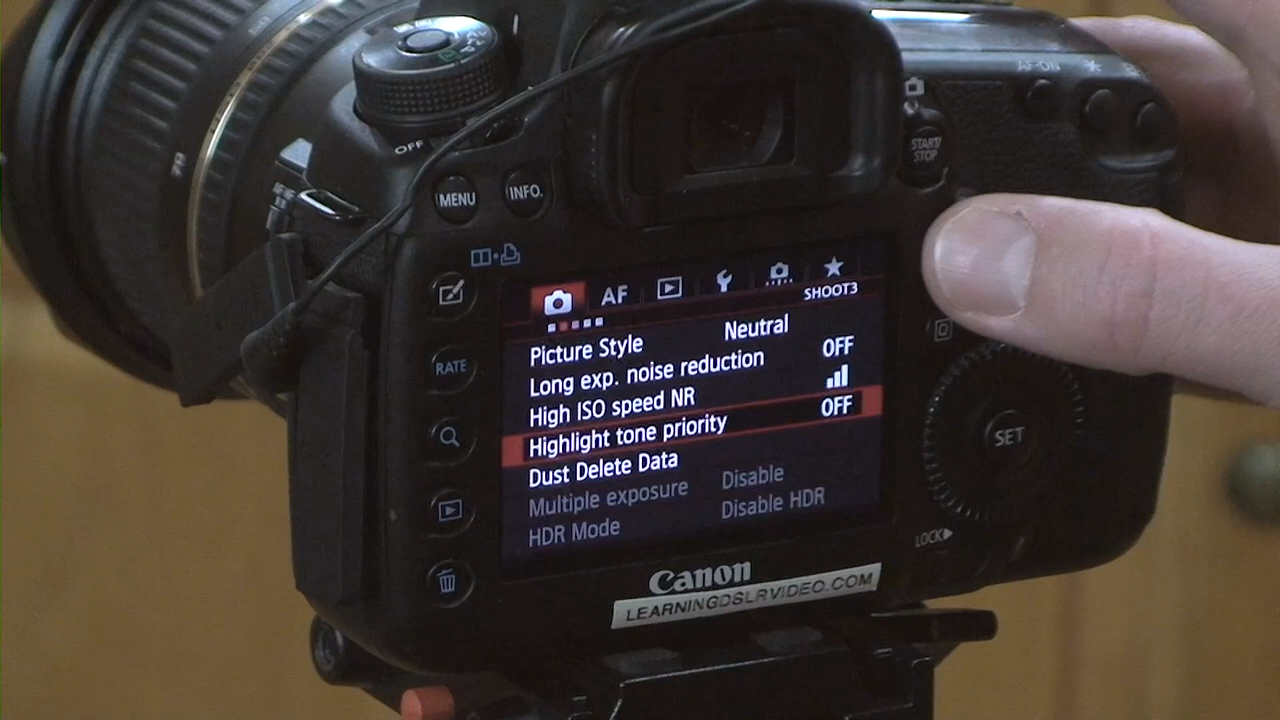 AF-ON
OFF
START/
STOP
MENU
INFO.
AF
SHOOT3
Picture Style Neutral
Long exp. noise reduction OFF
High ISO speed NR
Highlight tone priority OFF
Dust Delete Data
Multiple exposure Disable
HDR Mode Disable HDR
RATE
SET
LOCK
Canon
LEARNINGDSLRVIDEO.COM